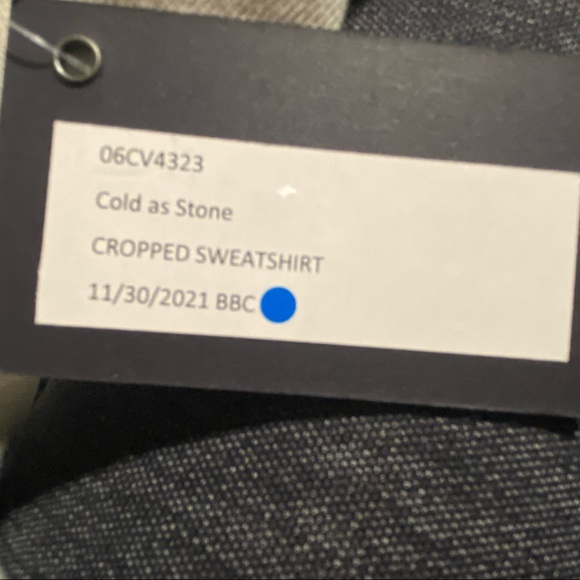 06CV4323
Cold as Stone
CROPPED SWEATSHIRT
11/30/2021 BBC